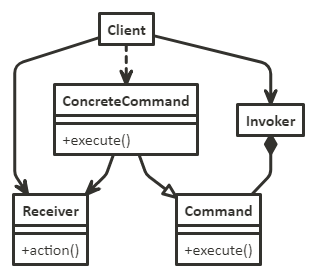 Client
ConcreteCommand
+execute()
Invoker
Receiver
+action()
Command
+execute()